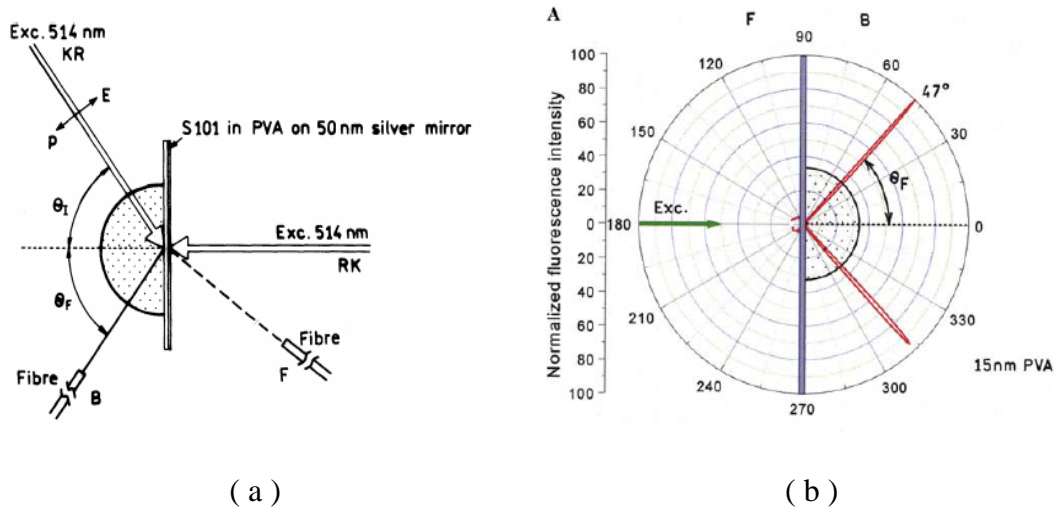 Exc. 514 nm
KR
E
P
S101 in PVA on 50 nm silver mirror
θI
Exc. 514 nm
RK
θF
Fibre
B
Fibre
F
( a )
A
F
B
Normalized fluorescence intensity
100
80
60
40
20
0
20
40
60
80
100
90
120
60
47°
150
30
θF
Exc.
180
0
210
330
240
300
270
15nm PVA
( b )